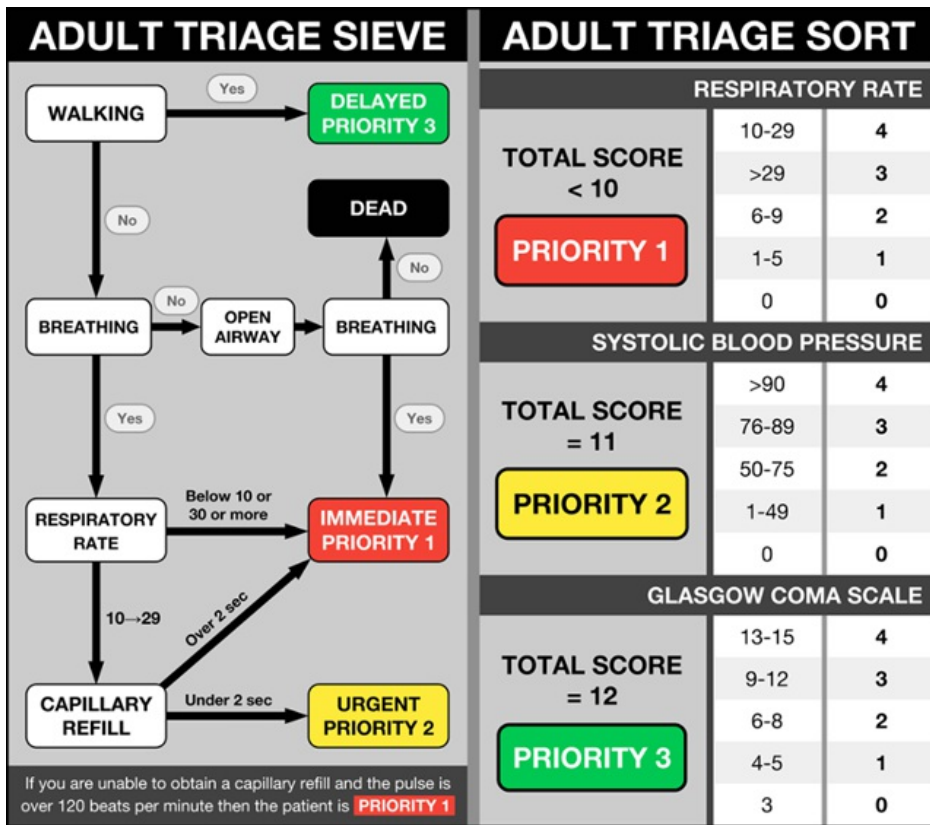 ADULT TRIAGE SIEVE
WALKING
Yes
DELAYED
PRIORITY 3
No
DEAD
No
BREATHING
No
OPEN
AIRWAY
BREATHING
Yes
Yes
RESPIRATORY
RATE
Below 10 or
30 or more
IMMEDIATE
PRIORITY 1
10→29
Over 2 sec
CAPILLARY
REFILL
Under 2 sec
URGENT
PRIORITY 2
If you are unable to obtain a capillary refill and the pulse is
over 120 beats per minute then the patient is PRIORITY 1
ADULT TRIAGE SORT
RESPIRATORY RATE
TOTAL SCORE
< 10
PRIORITY 1
10-29 4
>29 3
6-9 2
1-5 1
0 0
SYSTOLIC BLOOD PRESSURE
TOTAL SCORE
= 11
PRIORITY 2
>90 4
76-89 3
50-75 2
1-49 1
0 0
GLASGOW COMA SCALE
TOTAL SCORE
= 12
PRIORITY 3
13-15 4
9-12 3
6-8 2
4-5 1
3 0